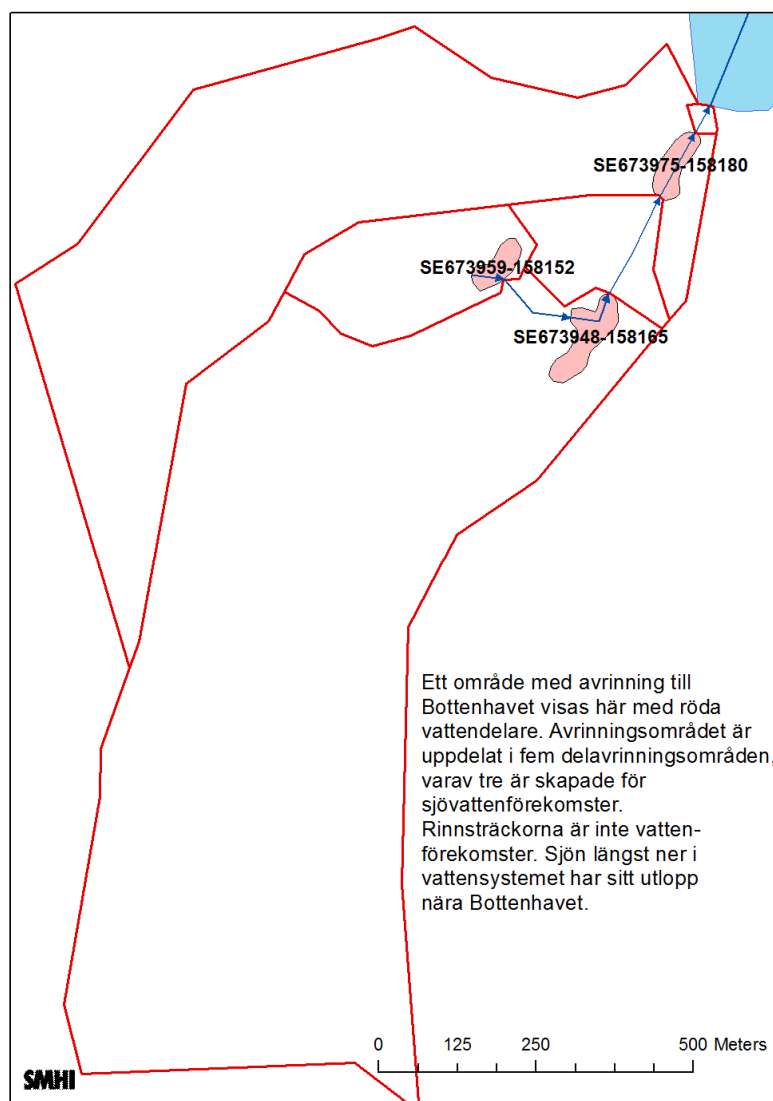 SE673975-158180
SE673959-158152
SE673948-158165
Ett område med avrinning till
Bottenhavet visas här med röda
vattendelare. Avrinningsområdet är
uppdelat i fem delavrinningsområden,
varav tre är skapade för
sjövattenförekomster.
Rinnsträckorna är inte vatten-
förekomster. Sjön längst ner i
vattensystemet har sitt utlopp
nära Bottenhavet.
0 125 250 500 Meters
SMHI